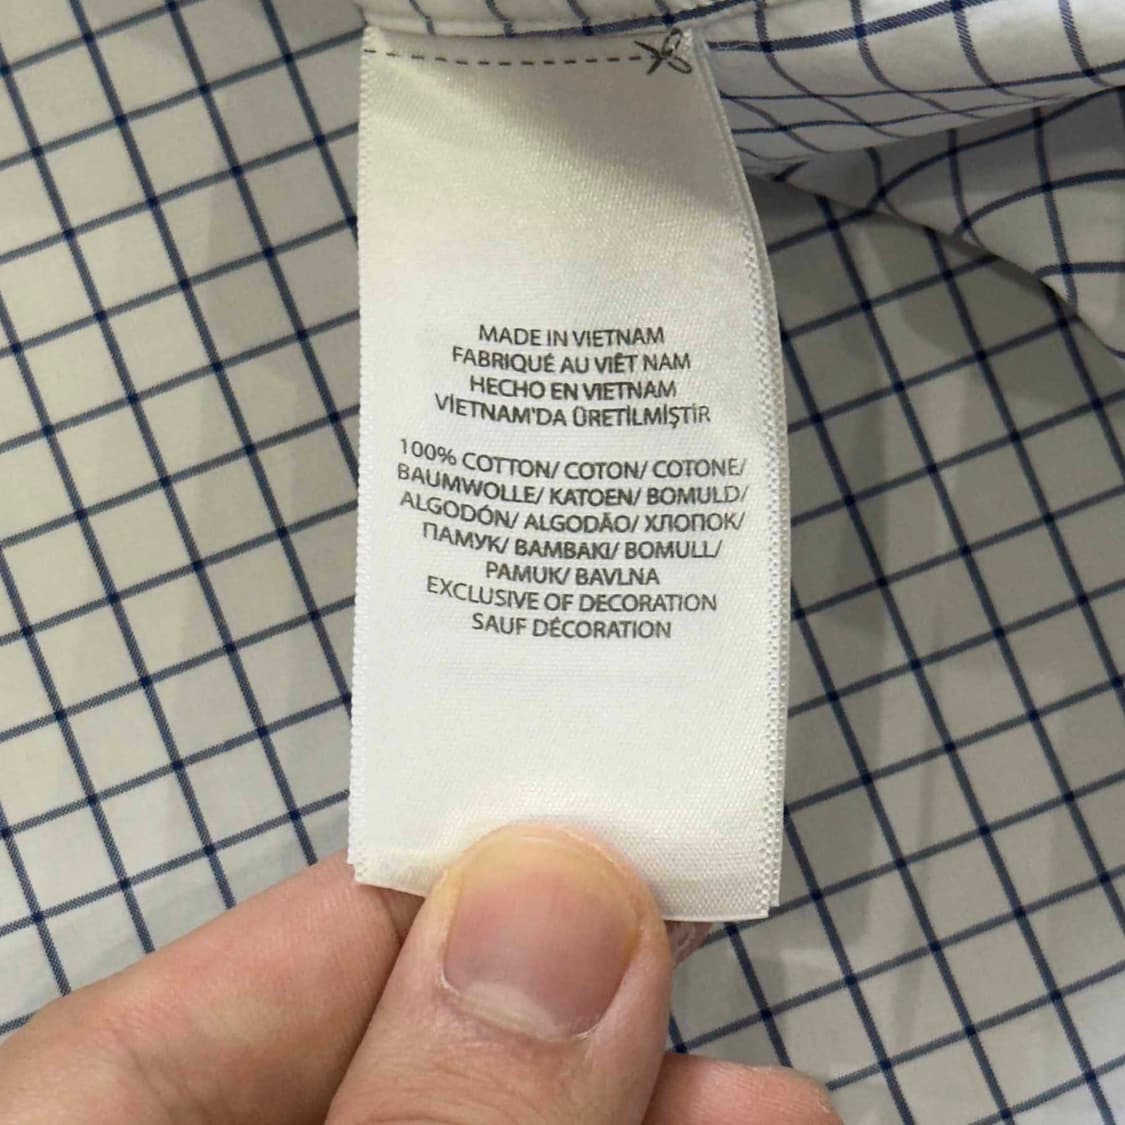 MADE IN VIETNAM
FABRIQUÉ AU VIÊT NAM
HECHO EN VIETNAM
VİETNAM'DA ÜRETİLMİŞTİR
100% COTTON/ COTON/ COTONE/
BAUMWOLLE/ KATOEN/ BOMULD/
ALGODÓN/ ALGODÃO/ ХЛОПОК/
ПАМУК/ BAMBAKI/ BOMULL/
PAMUK/ BAVLNA
EXCLUSIVE OF DECORATION
SAUF DÉCORATION